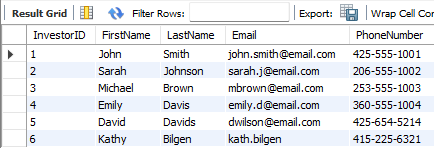 Result Grid Filter Rows: Export: Wrap Cell Con
InvestorID FirstName LastName Email PhoneNumber
1 John Smith john.smith@email.com 425-555-1001
2 Sarah Johnson sarah.j@email.com 206-555-1002
3 Michael Brown mbrown@email.com 253-555-1003
4 Emily Davis emily.d@email.com 360-555-1004
5 David Davids dwilson@email.com 425-654-5214
6 Kathy Bilgen kath.bilgen 415-225-6321